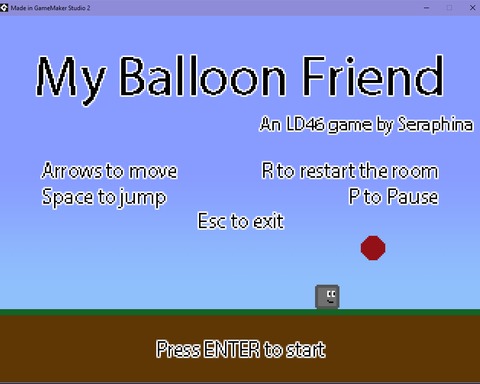 Made in GameMaker Studio 2
My Balloon Friend
An LD46 game by Seraphina
Arrows to move
R to restart the room
Space to jump
P to Pause
Esc to exit
Press ENTER to start